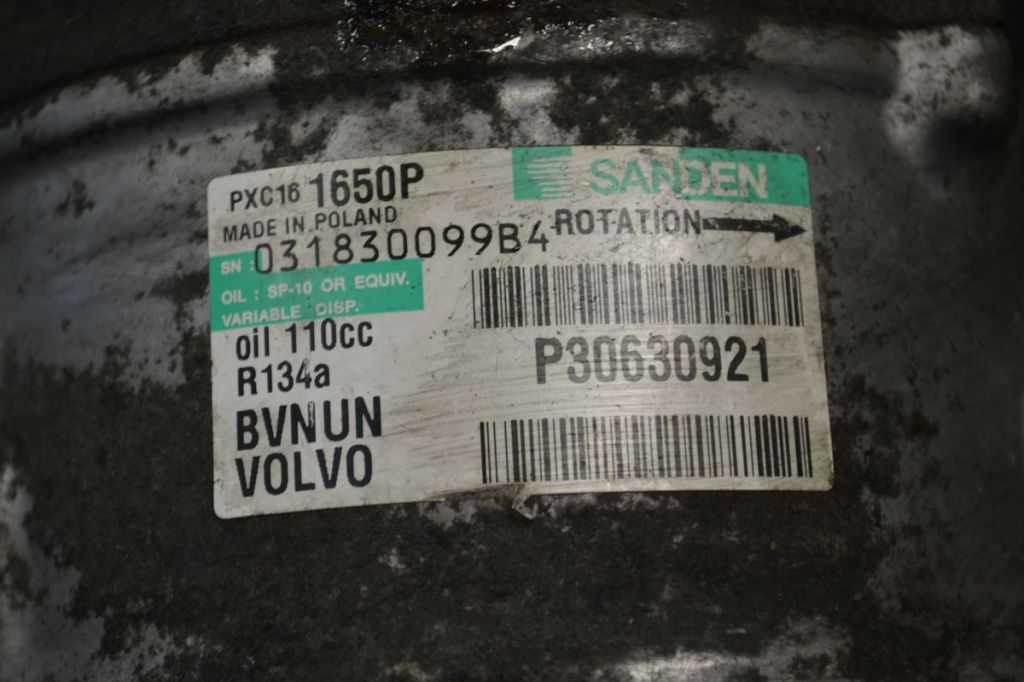 PXC16 1650P
SANDEN
MADE IN POLAND
ROTATION
SN : 031830099B4
OIL : SP-10 OR EQUIV.
VARIABLE DISP.
oil 110cc
R134a
P30630921
BVNUN
VOLVO